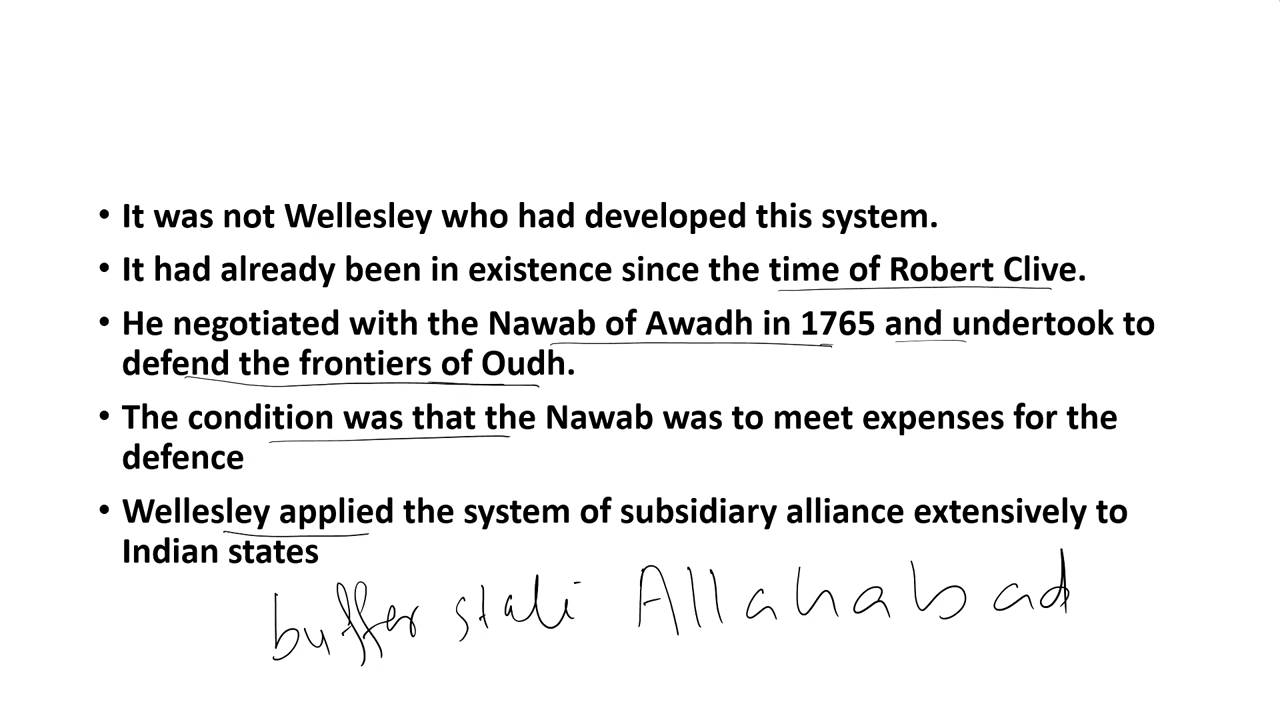 • It was not Wellesley who had developed this system.
• It had already been in existence since the time of Robert Clive.
• He negotiated with the Nawab of Awadh in 1765 and undertook to
defend the frontiers of Oudh.
• The condition was that the Nawab was to meet expenses for the
defence
• Wellesley applied the system of subsidiary alliance extensively to
Indian states
buffer state Allahabad